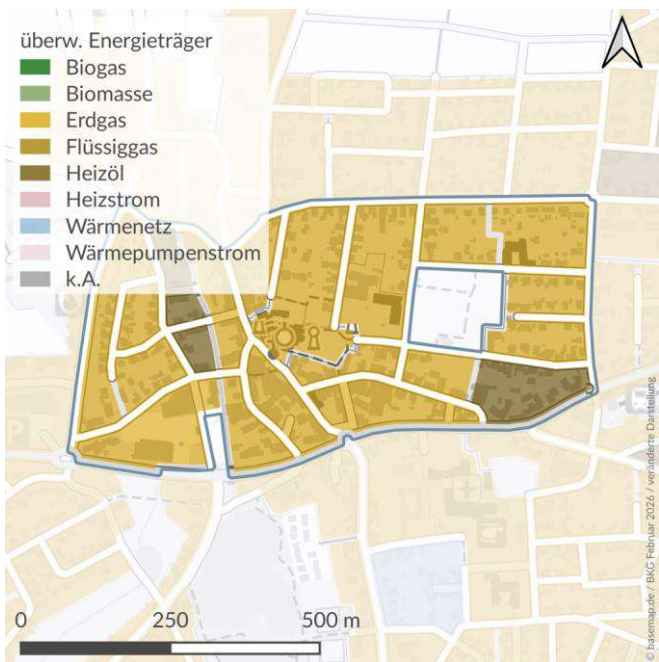 überw. Energieträger
Biogas
Biomasse
Erdgas
Flüssiggas
Heizöl
Heizstrom
Wärmenetz
Wärmepumpenstrom
k.A.
P
0 250 500 m
© basemap.de / BKG Februar 2026 / veränderte Darstellung